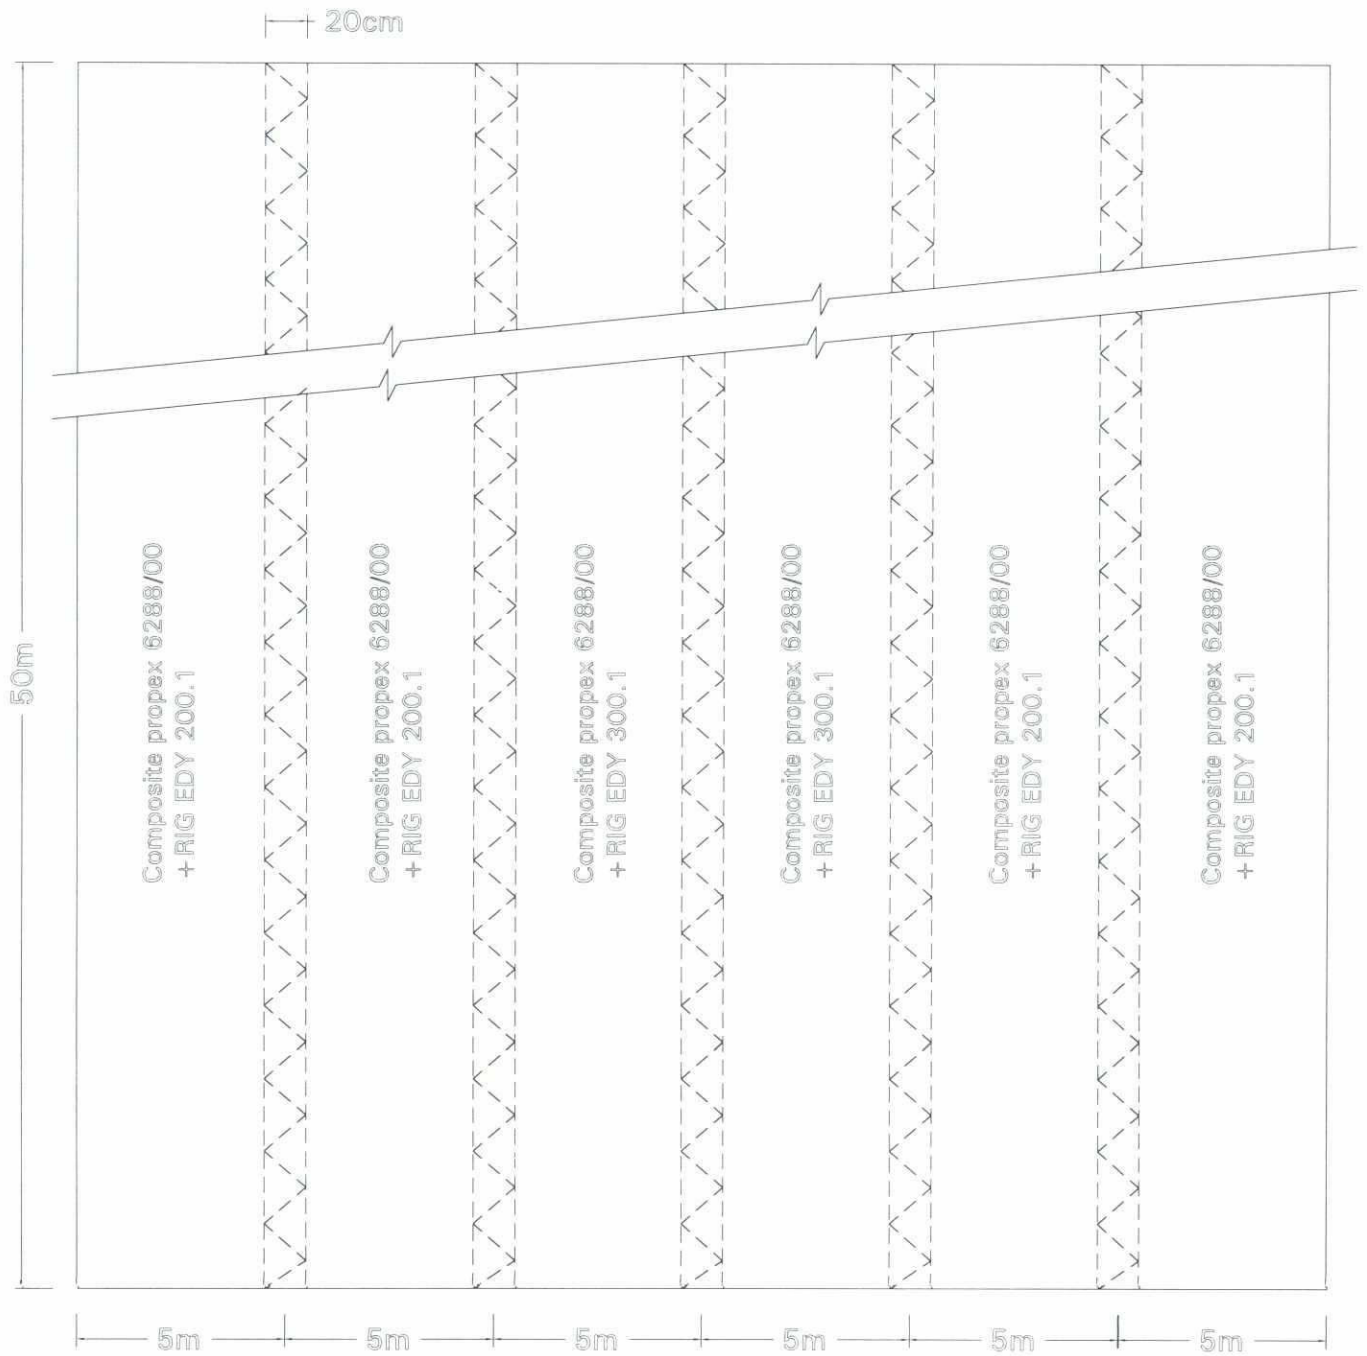 20cm
50m
Composite propex 6288/00
+RIG EDY 200.1
Composite propex 6288/00
+RIG EDY 200.1
Composite propex 6288/00
+RIG EDY 300.1
Composite propex 6288/00
+RIG EDY 300.1
Composite propex 6288/00
+RIG EDY 200.1
Composite propex 6288/00
+RIG EDY 200.1
5m 5m 5m 5m 5m 5m